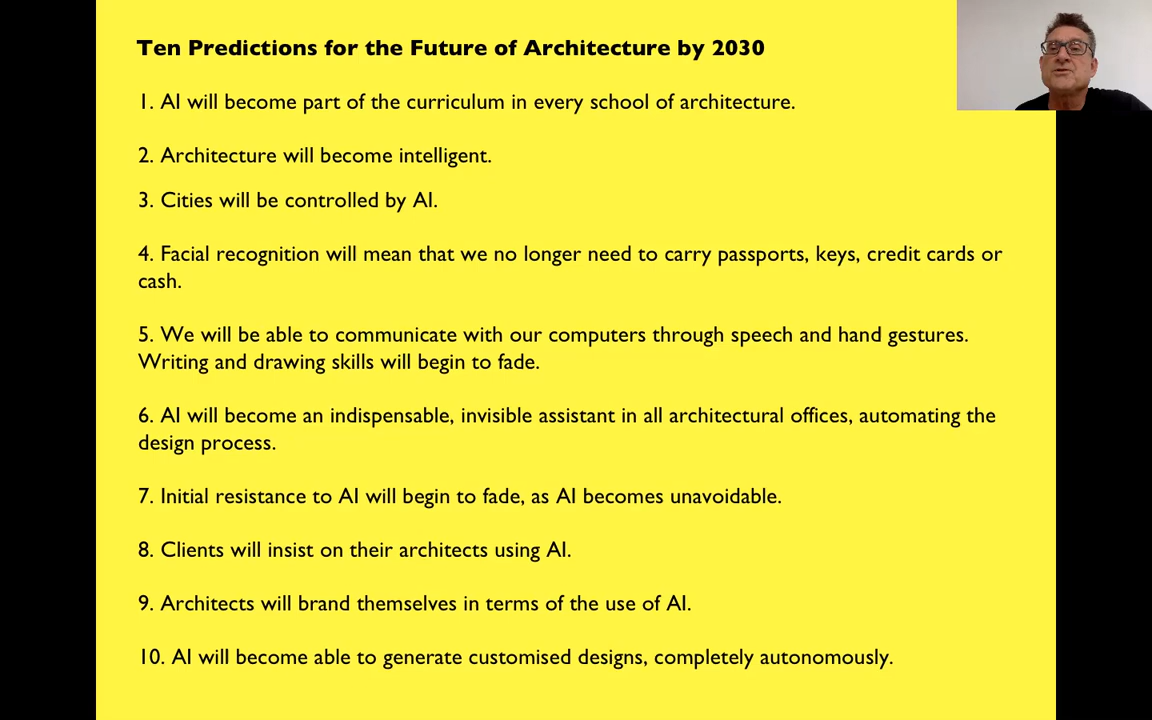 Ten Predictions for the Future of Architecture by 2030
1. AI will become part of the curriculum in every school of architecture.
2. Architecture will become intelligent.
3. Cities will be controlled by AI.
4. Facial recognition will mean that we no longer need to carry passports, keys, credit cards or
cash.
5. We will be able to communicate with our computers through speech and hand gestures.
Writing and drawing skills will begin to fade.
6. AI will become an indispensable, invisible assistant in all architectural offices, automating the
design process.
7. Initial resistance to AI will begin to fade, as AI becomes unavoidable.
8. Clients will insist on their architects using AI.
9. Architects will brand themselves in terms of the use of AI.
10. AI will become able to generate customised designs, completely autonomously.